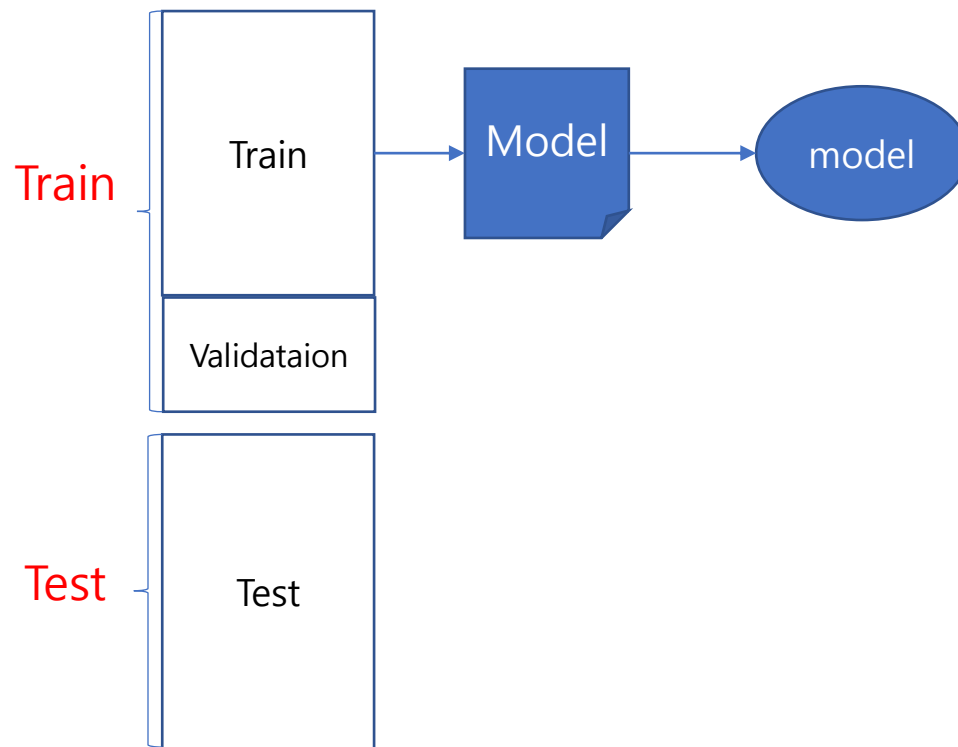 Train
Train
Model
model
Validataion
Test
Test